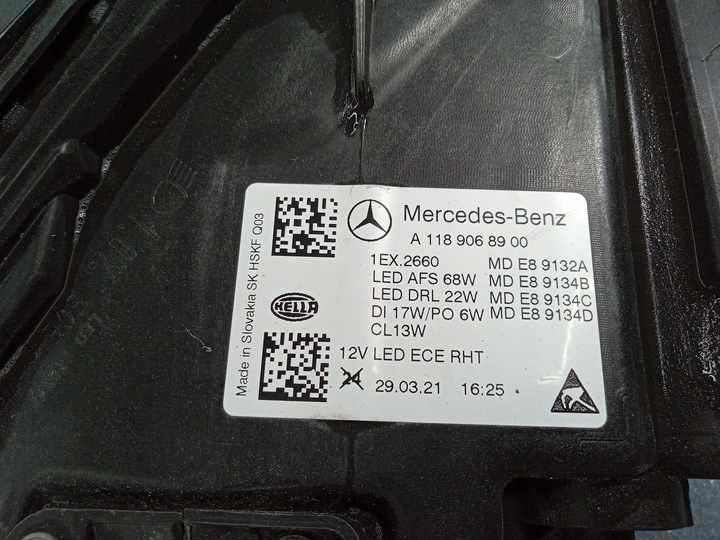 Mercedes-Benz
A 118 906 89 00
1EX.2660 MD E8 9132A
LED AFS 68W MD E8 9134B
LED DRL 22W MD E8 9134C
DI 17W/PO 6W MD E8 9134D
CL13W
12V LED ECE RHT
24 29.03.21 16:25
HELLA
Made in Slovakia SK HSKF Q03